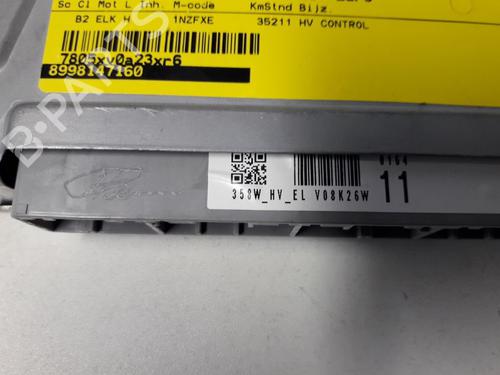 Sc Cl Mot L. Inh. M-code KmStnd Bijz.
B2 ELK H 1NZFXE 35211 HV CONTROL
7805xv0a23xr6
8998147160
B-PARTS
0164
358W_HV_EL V08K26W 11